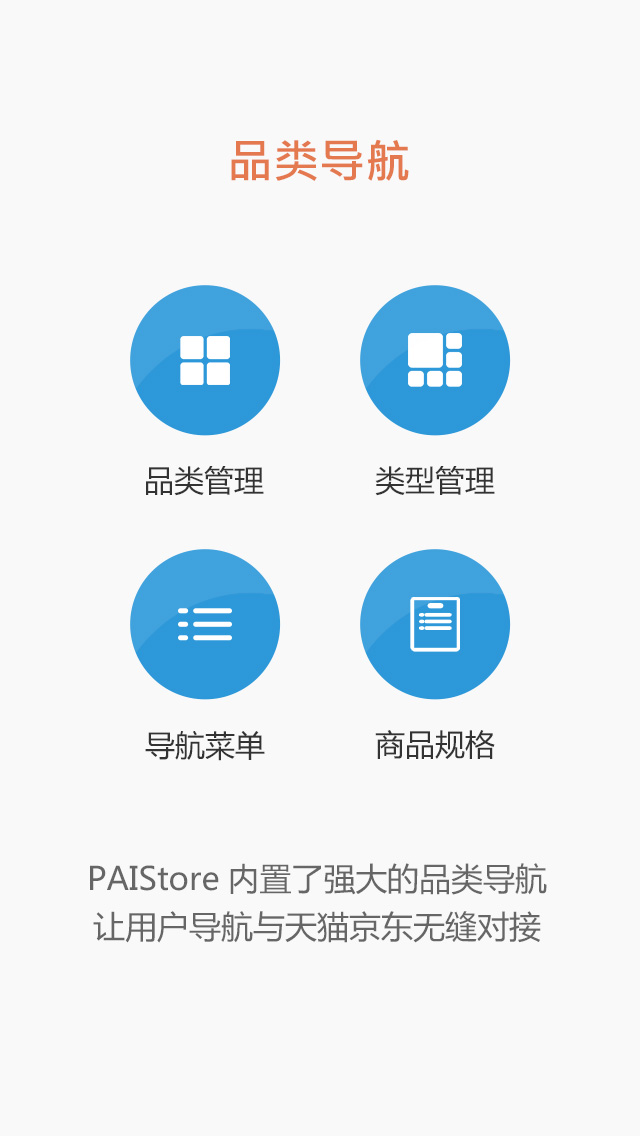 品类导航
品类管理
类型管理
导航菜单
商品规格
PAIStore 内置了强大的品类导航
让用户导航与天猫京东无缝对接